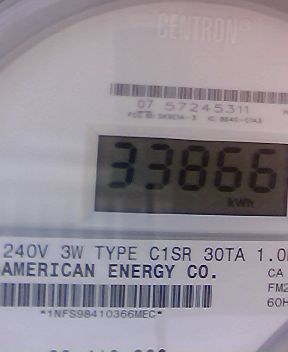 CENTRON®
07 57245311
33866
kWh
240V 3W TYPE C1SR 30TA 1.0
AMERICAN ENERGY CO.
CA
FM2
60H
*1NFS98410366MEC*